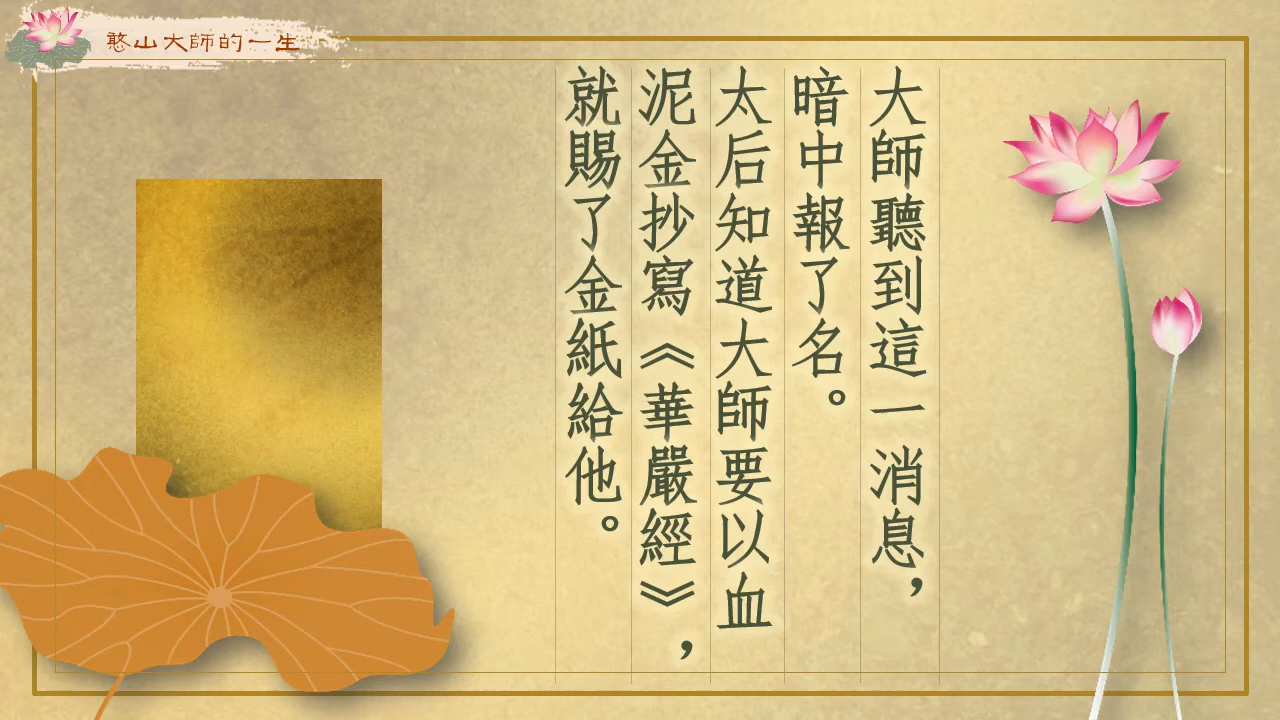 憨山大師的一生
大師聽到這一消息，
暗中報了名。
太后知道大師要以血
泥金抄寫《華嚴經》，
就賜了金紙給他。